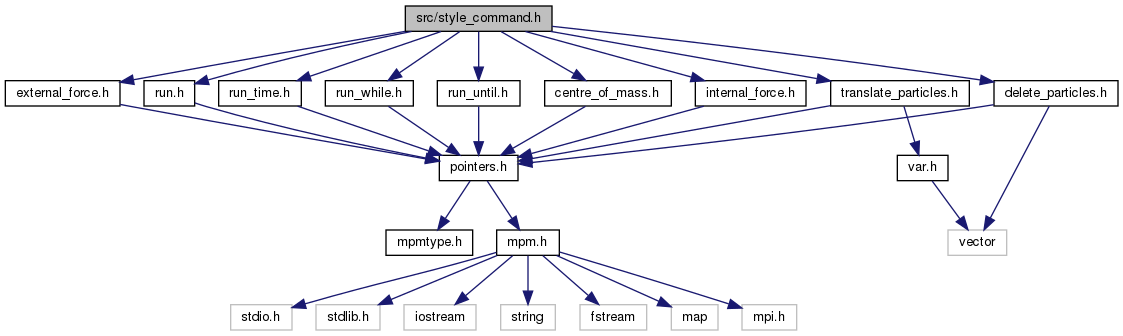 src/style_command.h
external_force.h
run.h
run_time.h
run_while.h
run_until.h
centre_of_mass.h
internal_force.h
translate_particles.h
delete_particles.h
pointers.h
var.h
mpmtype.h
mpm.h
vector
stdio.h
stdlib.h
iostream
string
fstream
map
mpi.h